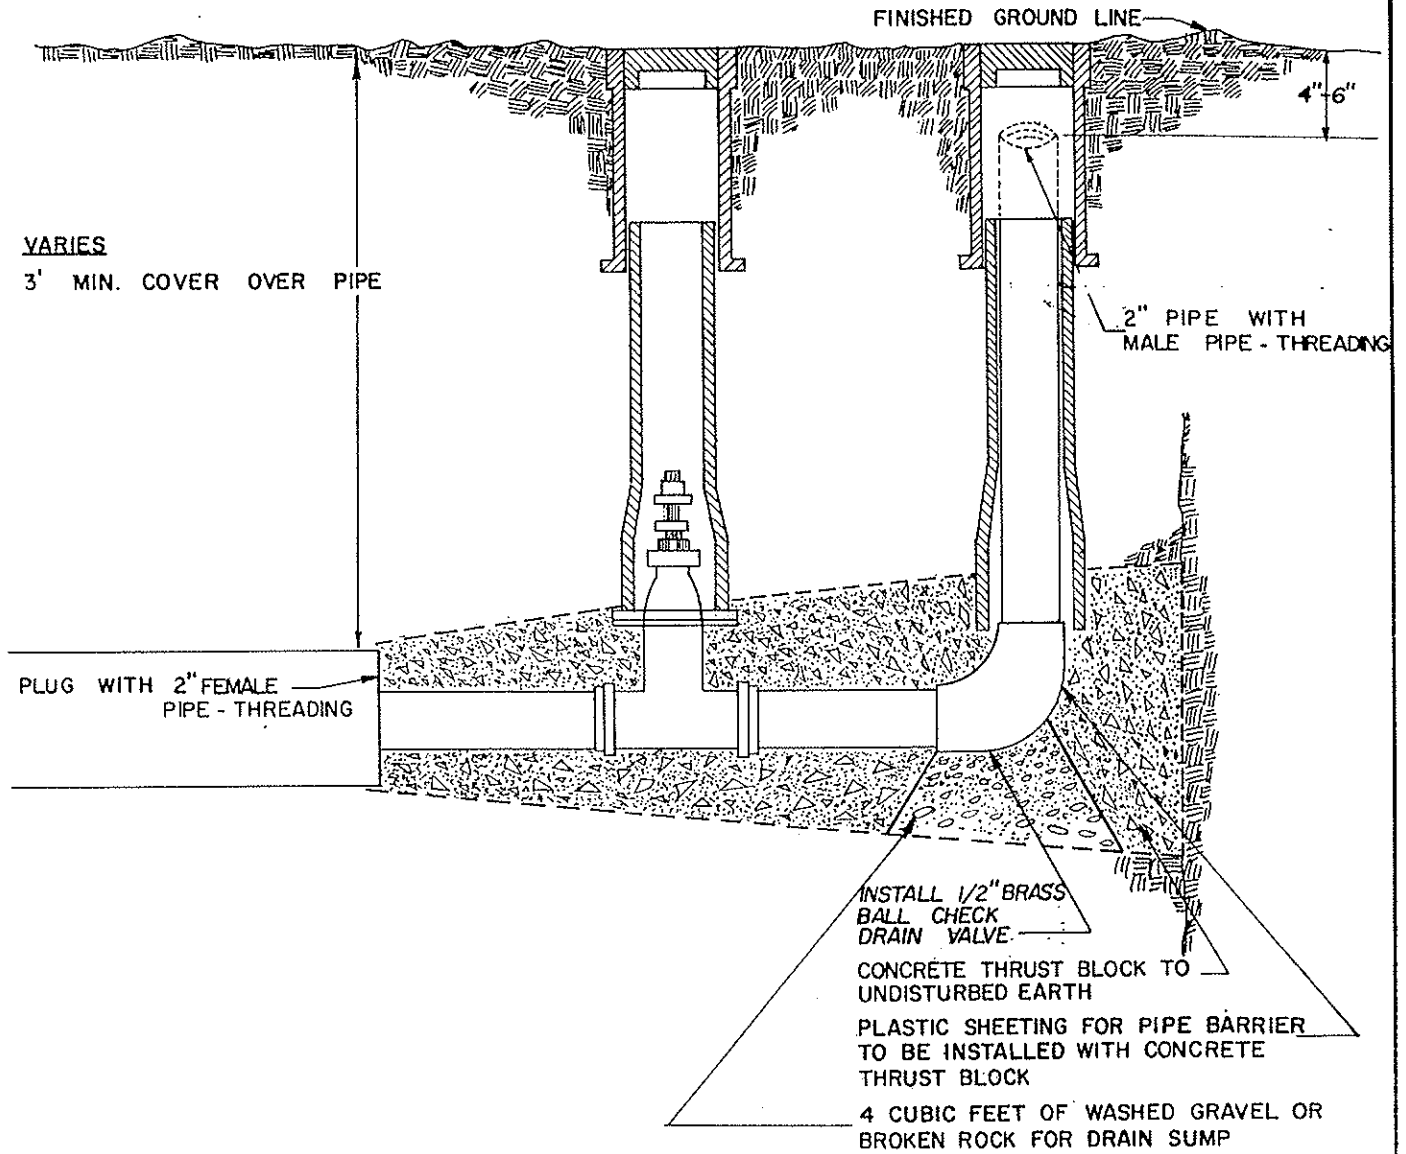 FINISHED GROUND LINE
4"-6"
VARIES
3' MIN. COVER OVER PIPE
2" PIPE WITH
MALE PIPE - THREADING
PLUG WITH 2" FEMALE
PIPE - THREADING
INSTALL 1/2" BRASS
BALL CHECK
DRAIN VALVE
CONCRETE THRUST BLOCK TO
UNDISTURBED EARTH
PLASTIC SHEETING FOR PIPE BARRIER
TO BE INSTALLED WITH CONCRETE
THRUST BLOCK
4 CUBIC FEET OF WASHED GRAVEL OR
BROKEN ROCK FOR DRAIN SUMP